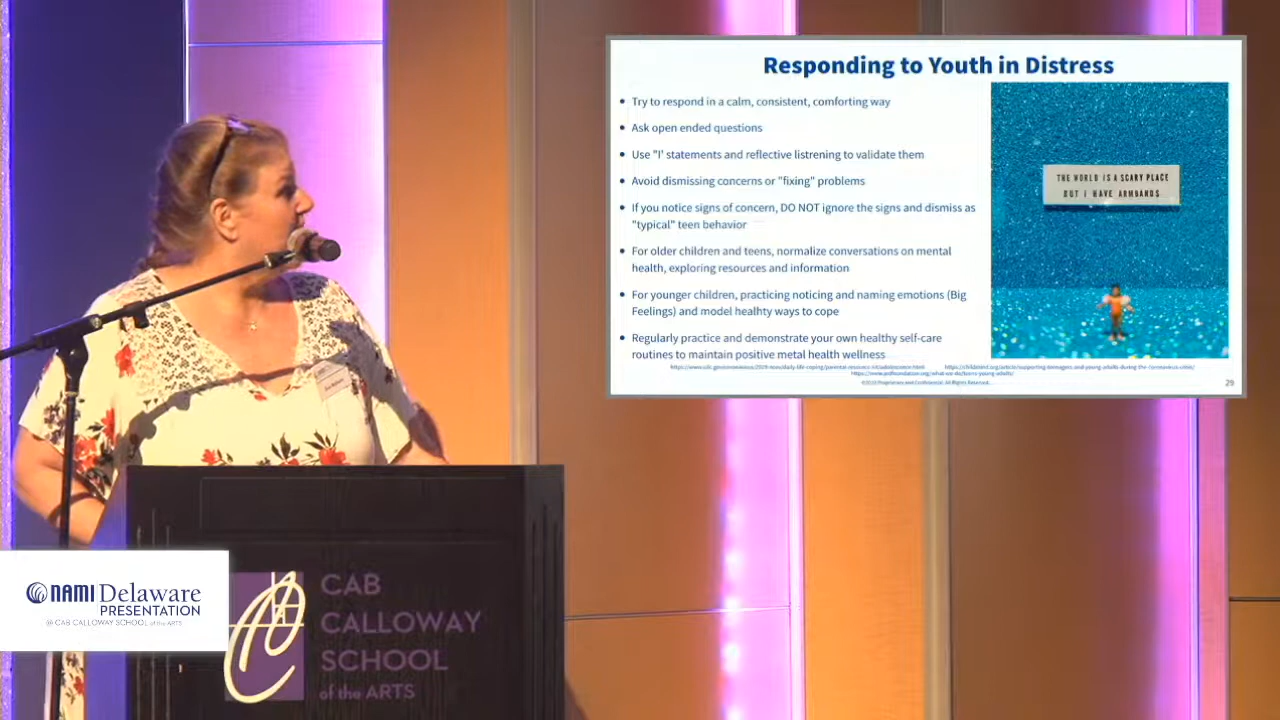 Responding to Youth in Distress
• Try to respond in a calm, consistent, comforting way
• Ask open ended questions
• Use "I' statements and reflective listrening to validate them
• Avoid dismissing concerns or "fixing" problems
• If you notice signs of concern, DO NOT ignore the signs and dismiss as
"typical" teen behavior
• For older children and teens, normalize conversations on mental
health, exploring resources and information
• For younger children, practicing noticing and naming emotions (Big
Feelings) and model healhty ways to cope
• Regularly practice and demonstrate your own healthy self-care
routines to maintain positive metal health wellness
THE WORLD IS A SCARY PLACE
BUT I HAVE ARMBANDS
Proprietary and Confidential. All Rights Reserved.
29
NAMI Delaware
PRESENTATION
@ CAB CALLOWAY SCHOOL of the ARTS
CAB
CALLOWAY
SCHOOL
of the ARTS